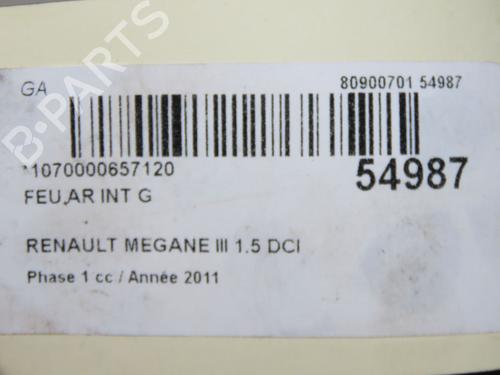 GA
80900701 54987
*1070000657120
54987
FEU,AR INT G
RENAULT MEGANE III 1.5 DCI
Phase 1 cc / Année 2011
B-PARTS